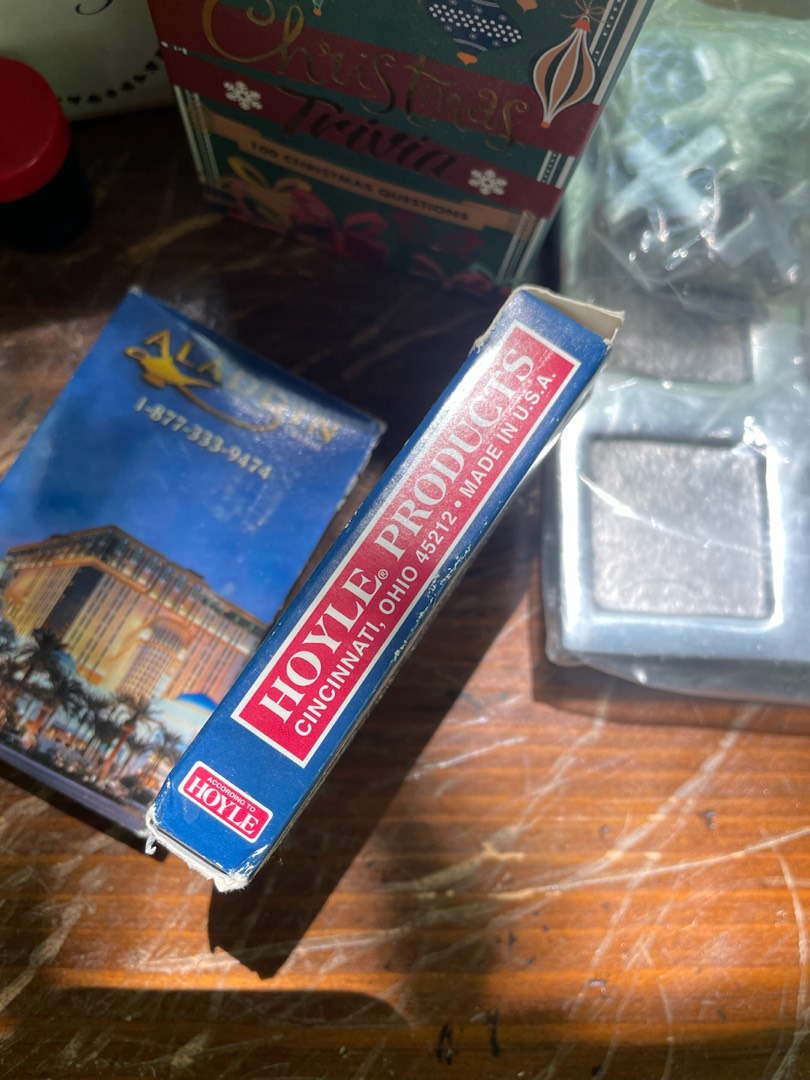 Christmas
Trivia
100 CHRISTMAS QUESTIONS
ALADDIN
1-877-333-9474
HOYLE® PRODUCTS
CINCINNATI, OHIO 45212 • MADE IN U.S.A.
ACCORDING TO
HOYLE